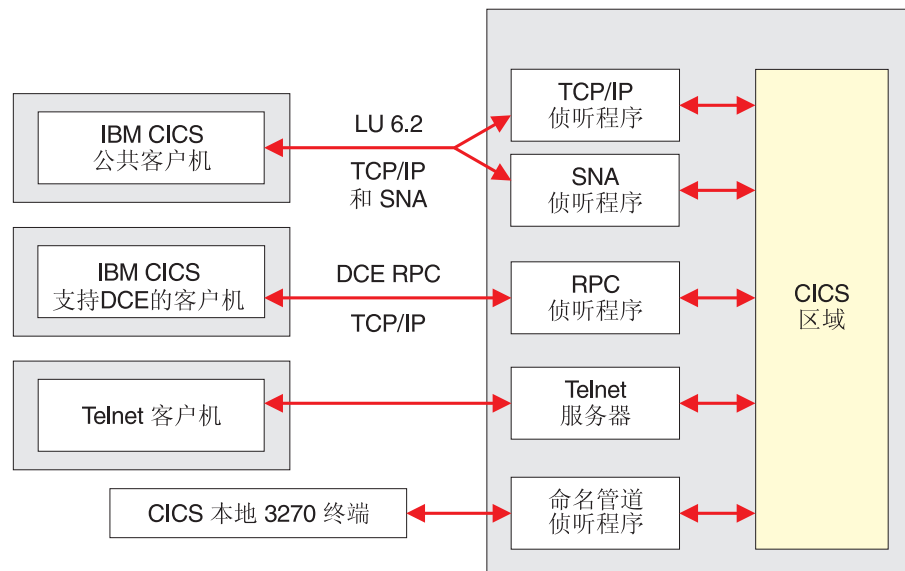 IBM CICS
公共客户机
LU 6.2
TCP/IP
和 SNA
TCP/IP
侦听程序
SNA
侦听程序
IBM CICS
支持DCE的客户机
DCE RPC
TCP/IP
RPC
侦听程序
CICS
区域
Telnet 客户机
Telnet
服务器
CICS 本地 3270 终端
命名管道
侦听程序